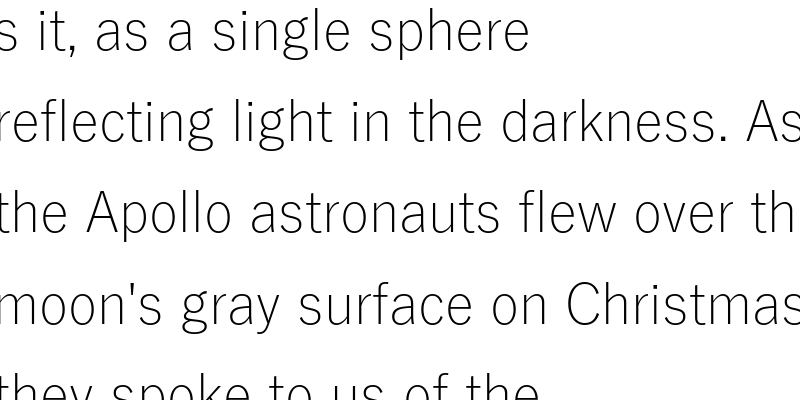 s it, as a single sphere
reflecting light in the darkness. As
the Apollo astronauts flew over th
moon's gray surface on Christmas
they spoke to us of the